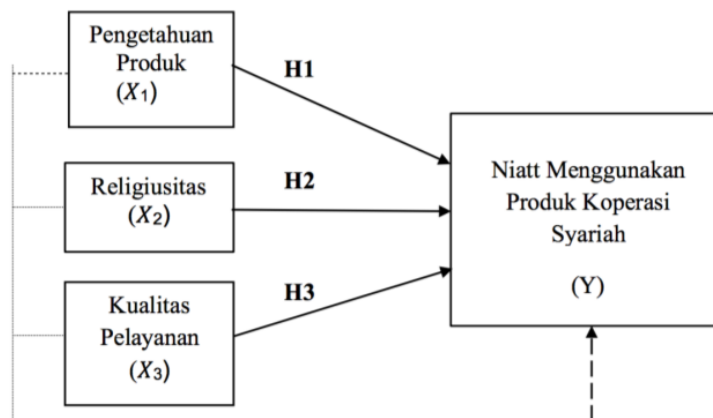 Pengetahuan
Produk
(X₁)
H1
Religiusitas
(X₂)
H2
Kualitas
Pelayanan
(X₃)
H3
Niatt Menggunakan
Produk Koperasi
Syariah
(Y)